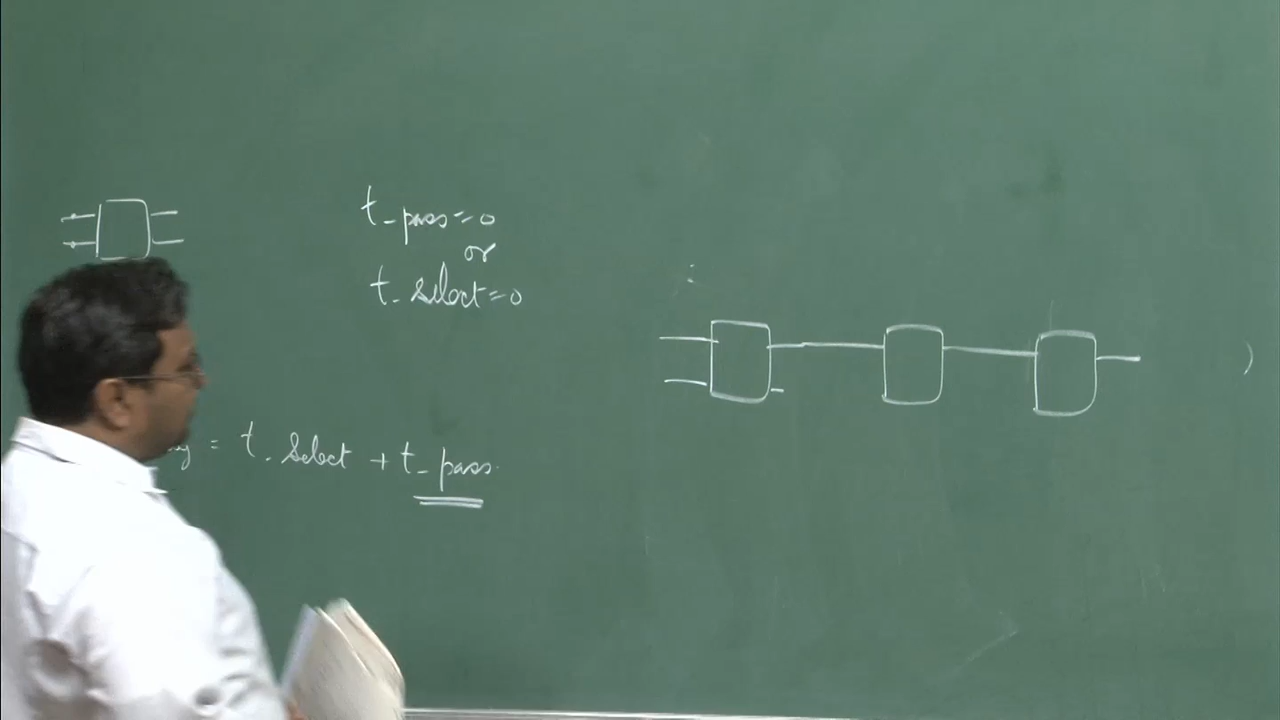 t_pass=0
or
t_select=0
= t_select + t_pass